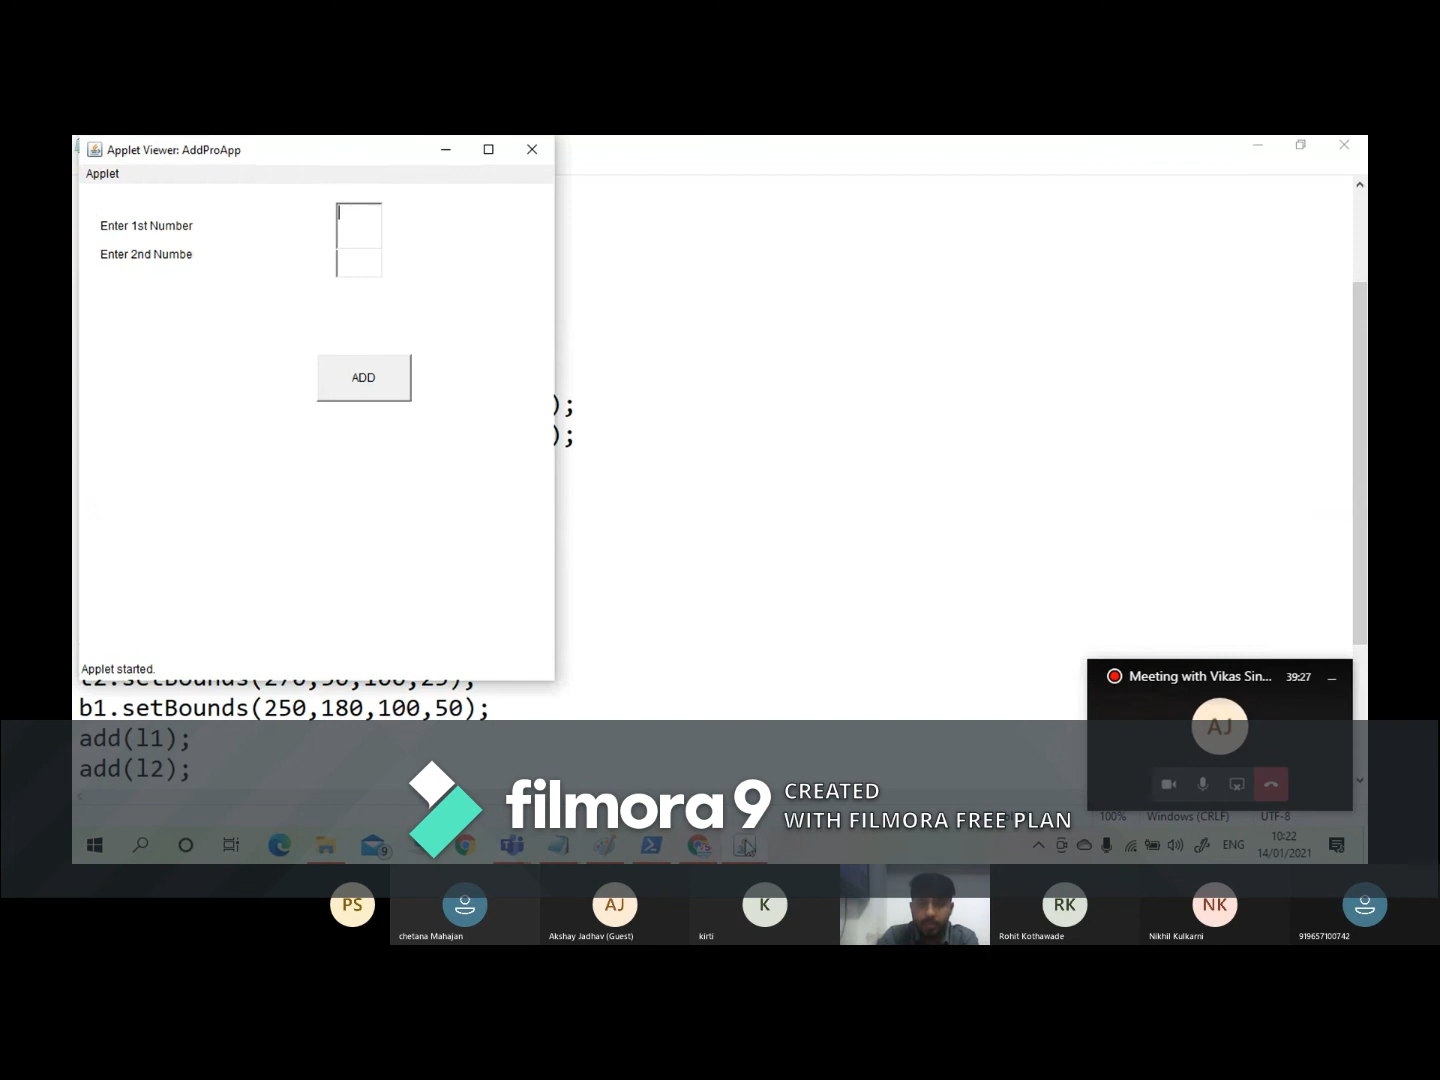 Applet Viewer: AddProApp
Applet
Enter 1st Number
Enter 2nd Numbe
ADD
);
);
Applet started.
b1.setBounds(250,180,100,50);
add(l1);
add(l2);
Meeting with Vikas Sin... 39:27
AJ
filmora9 CREATED
WITH FILMORA FREE PLAN
100% Windows (CRLF) UTF-8
9
ENG
10:22
14/01/2021
PS AJ K RK NK
chetana Mahajan Akshay Jadhav (Guest) kirti Rohit Kothawade Nikhil Kulkarni 919657100742